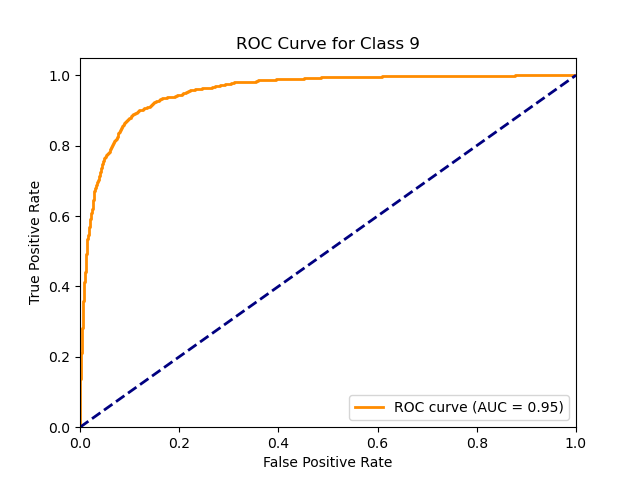 ROC Curve for Class 9
1.0
0.8
0.6
0.4
0.2
0.0
True Positive Rate
ROC curve (AUC = 0.95)
0.0 0.2 0.4 0.6 0.8 1.0
False Positive Rate